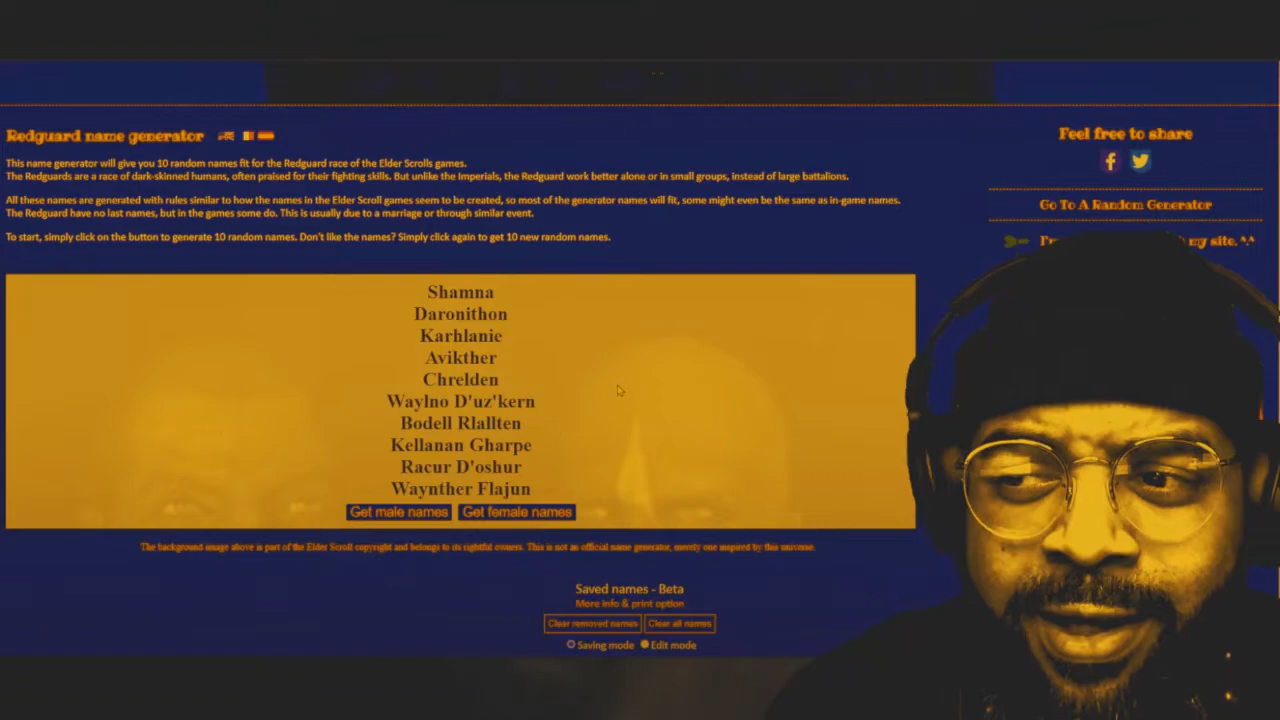 Redguard name generator
This name generator will give you 10 random names fit for the Redguard race of the Elder Scrolls games.
The Redguards are a race of dark-skinned humans, often praised for their fighting skills. But unlike the Imperials, the Redguard work better alone or in small groups, instead of large battalions.
All these names are generated with rules similar to how the names in the Elder Scroll games seem to be created, so most of the generator names will fit, some might even be the same as in-game names.
The Redguard have no last names, but in the games some do. This is usually due to a marriage or through similar event.
To start, simply click on the button to generate 10 random names. Don't like the names? Simply click again to get 10 new random names.
Feel free to share
Go To A Random Generator
my site. ^.^
Shamna
Daronithon
Karhlanie
Avikther
Chrelden
Waylno D'uz'kern
Bodell Rlallten
Kellanan Gharpe
Racur D'oshur
Waynther Flajun
Get male names Get female names
The background image above is part of the Elder Scroll copyright and belongs to its rightful owners. This is not an official name generator, merely one inspired by this universe.
Saved names - Beta
More info & print option
Clear removed names Clear all names
Saving mode Edit mode